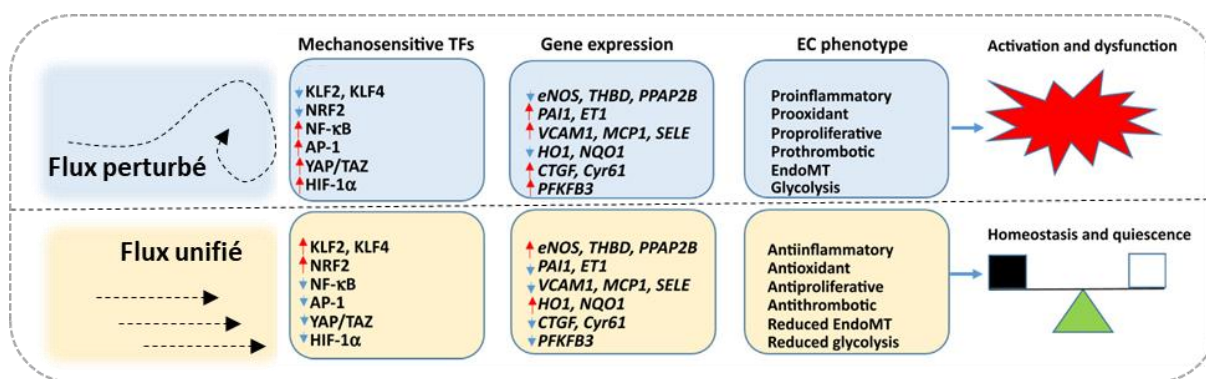 Mechanosensitive TFs
Gene expression
EC phenotype
Activation and dysfunction
Flux perturbé
KLF2, KLF4
NRF2
NF-κB
AP-1
YAP/TAZ
HIF-1α
eNOS, THBD, PPAP2B
PAI1, ET1
VCAM1, MCP1, SELE
HO1, NQO1
CTGF, Cyr61
PFKFB3
Proinflammatory
Prooxidant
Proproliferative
Prothrombotic
EndoMT
Glycolysis
Flux unifié
KLF2, KLF4
NRF2
NF-κB
AP-1
YAP/TAZ
HIF-1α
eNOS, THBD, PPAP2B
PAI1, ET1
VCAM1, MCP1, SELE
HO1, NQO1
CTGF, Cyr61
PFKFB3
Antiinflammatory
Antioxidant
Antiproliferative
Antithrombotic
Reduced EndoMT
Reduced glycolysis
Homeostasis and quiescence